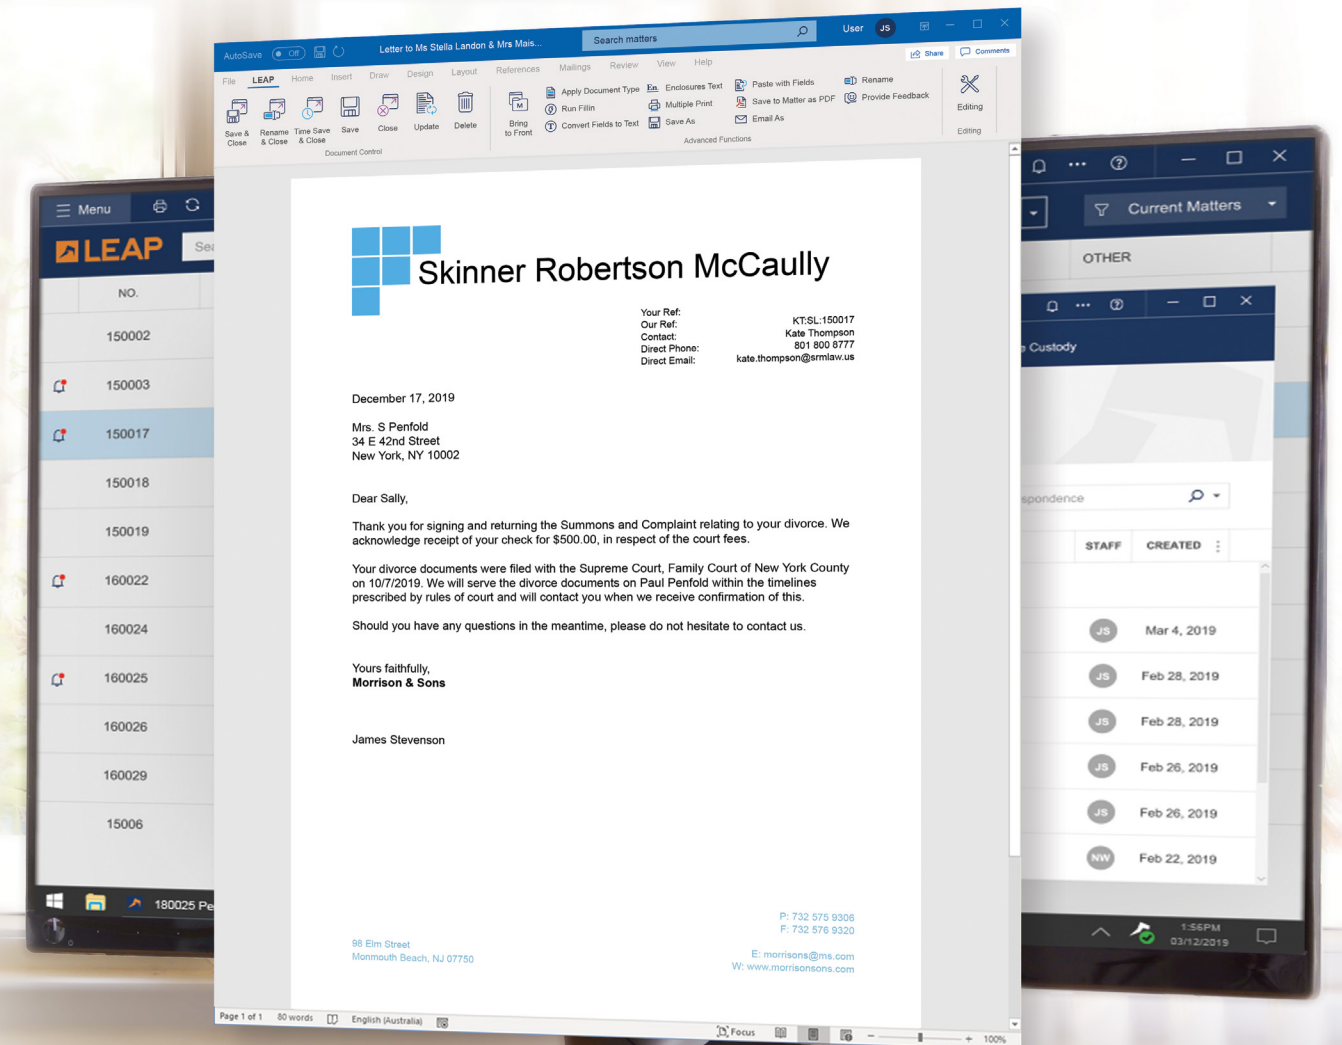 AutoSave Off Letter to Ms Stella Landon & Mrs Mais... Search matters User JS
File LEAP Home Insert Draw Design Layout References Mailings Review View Help Share Comments
Save & Close
Rename & Close
Time Save & Close
Save
Close
Update
Delete
Document Control
Bring to Front
Apply Document Type
Run Fillin
Convert Fields to Text
Enclosures Text
Multiple Print
Save As
Paste with Fields
Save to Matter as PDF
Email As
Rename
Provide Feedback
Advanced Functions
Editing
Editing
Skinner Robertson McCaully
Your Ref:
Our Ref: KT:SL:150017
Contact: Kate Thompson
Direct Phone: 801 800 8777
Direct Email: kate.thompson@srmlaw.us
December 17, 2019
Mrs. S Penfold
34 E 42nd Street
New York, NY 10002
Dear Sally,
Thank you for signing and returning the Summons and Complaint relating to your divorce. We
acknowledge receipt of your check for $500.00, in respect of the court fees.
Your divorce documents were filed with the Supreme Court, Family Court of New York County
on 10/7/2019. We will serve the divorce documents on Paul Penfold within the timelines
prescribed by rules of court and will contact you when we receive confirmation of this.
Should you have any questions in the meantime, please do not hesitate to contact us.
Yours faithfully,
Morrison & Sons
James Stevenson
P: 732 575 9306
F: 732 576 9320
98 Elm Street
Monmouth Beach, NJ 07750
E: morrisons@ms.com
W: www.morrisonsons.com
Page 1 of 1 80 words English (Australia) Focus 100%
Menu
LEAP
Sea
NO.
150002
150003
150017
150018
150019
160022
160024
160025
160026
160029
15006
180025 Pe
Current Matters
OTHER
e Custody
spondence
STAFF CREATED
JS Mar 4, 2019
JS Feb 28, 2019
JS Feb 28, 2019
JS Feb 26, 2019
JS Feb 26, 2019
NW Feb 22, 2019
1:56PM
03/12/2019